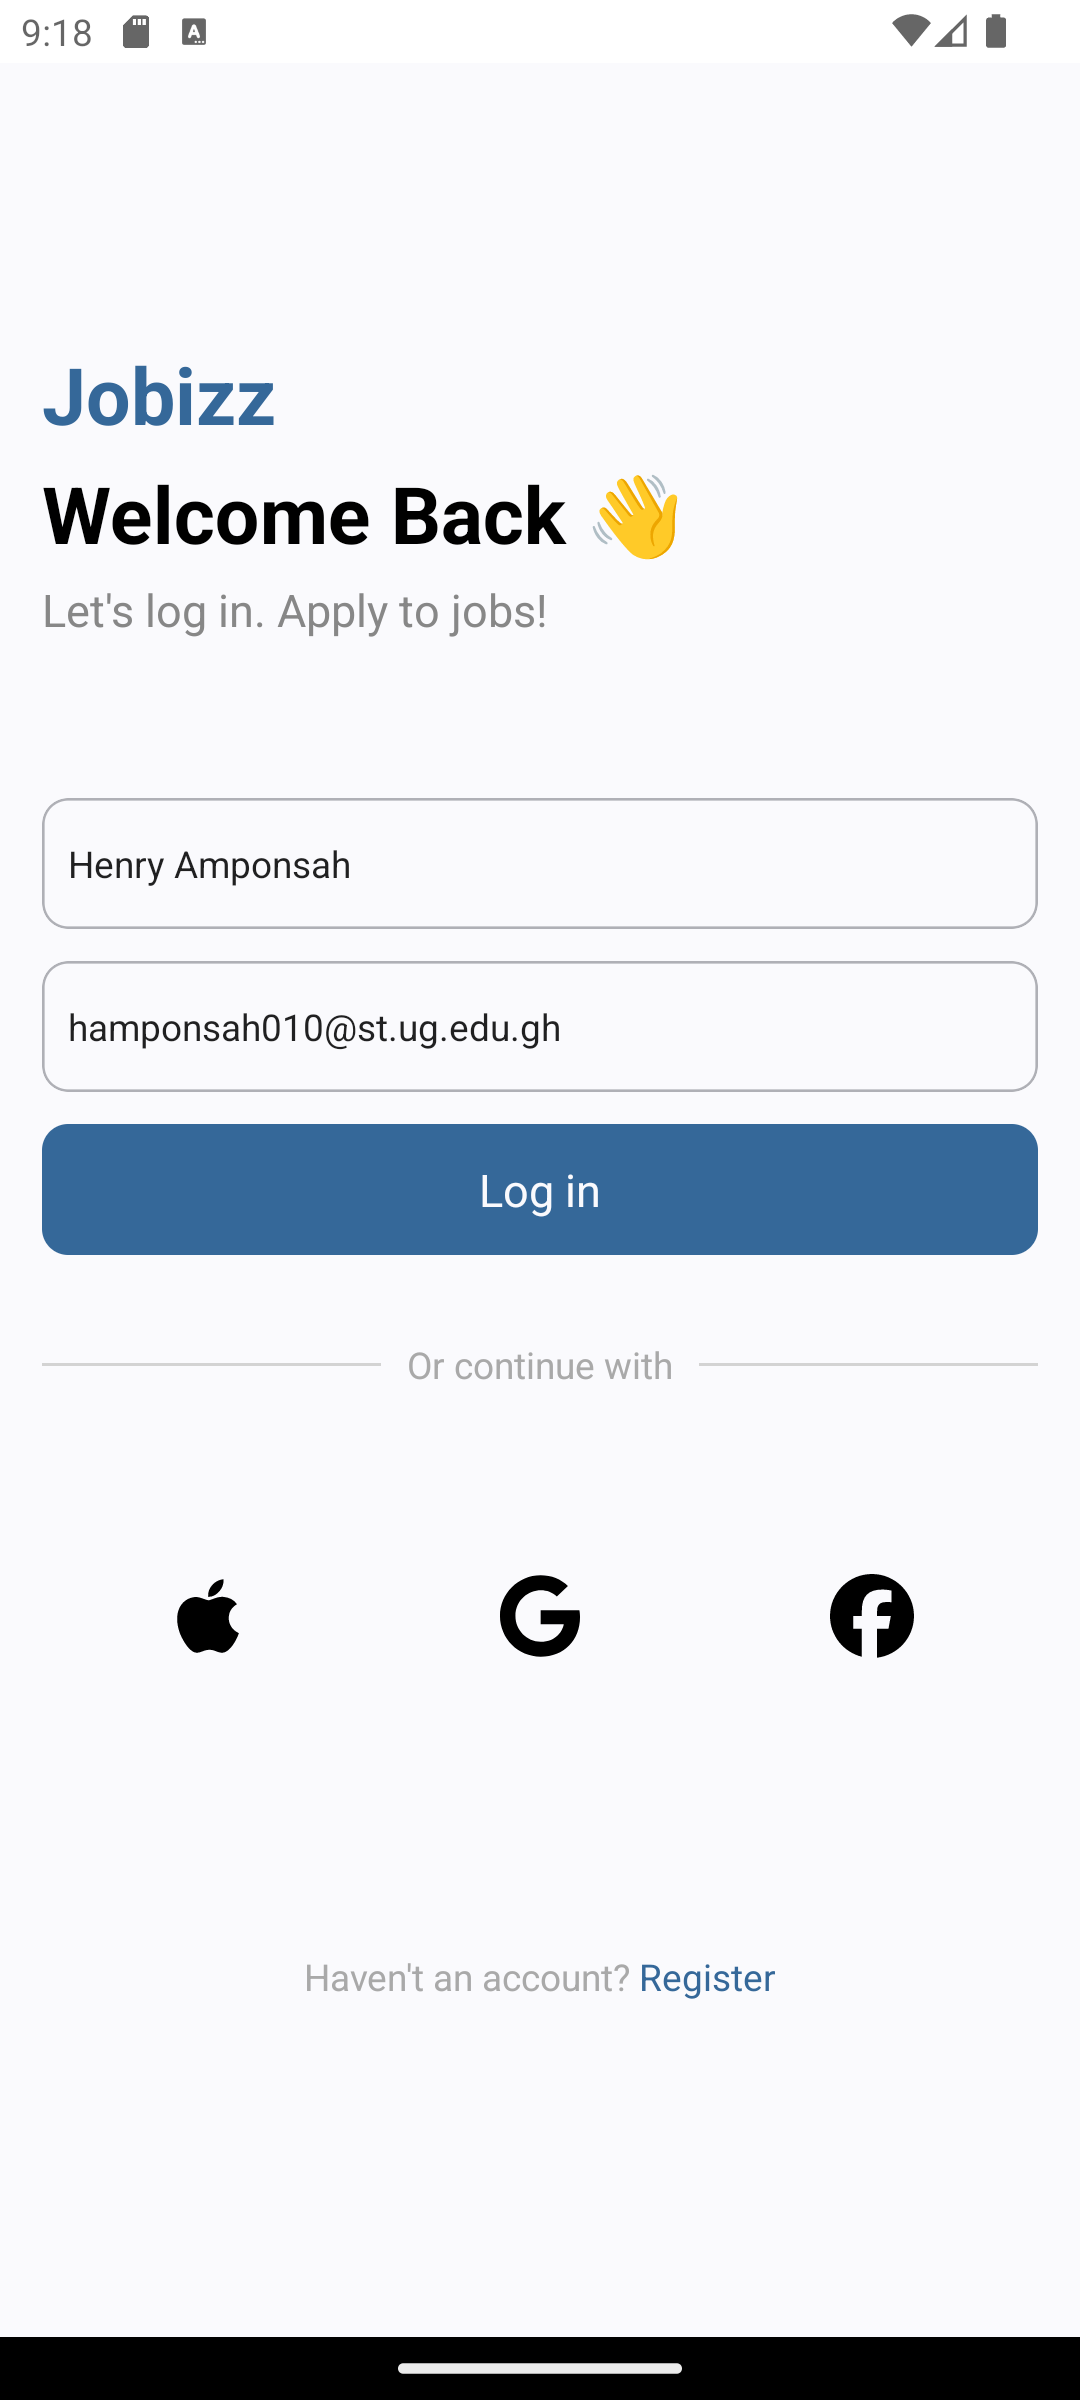 9:18
Jobizz
Welcome Back 👋
Let's log in. Apply to jobs!
Henry Amponsah
hamponsah010@st.ug.edu.gh
Log in
Or continue with
Haven't an account? Register